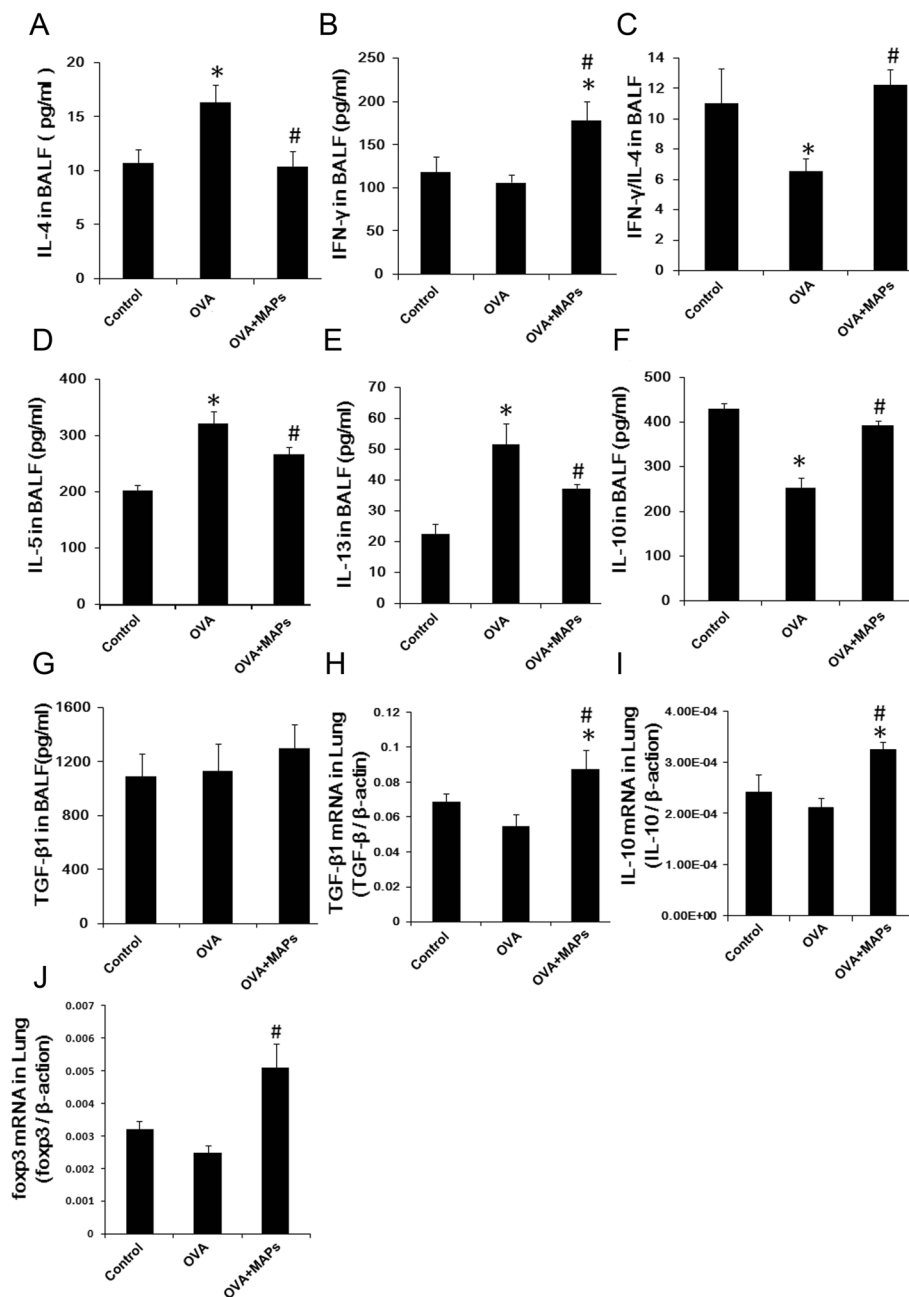 A
IL-4 in BALF ( pg/ml)
20
15
10
5
0
*
#
Control
OVA
OVA+MAPs
B
IFN-γ in BALF (pg/ml)
250
200
150
100
50
0
#
*
Control
OVA
OVA+MAPs
C
IFN-γ/IL-4 in BALF
14
12
10
8
6
4
2
0
*
#
Control
OVA
OVA+MAPs
D
IL-5 in BALF (pg/ml)
400
300
200
100
0
*
#
Control
OVA
OVA+MAPs
E
IL-13 in BALF (pg/ml)
70
60
50
40
30
20
10
0
*
#
Control
OVA
OVA+MAPs
F
IL-10 in BALF (pg/ml)
500
400
300
200
100
0
*
#
Control
OVA
OVA+MAPs
G
TGF-β1 in BALF(pg/ml)
1600
1200
800
400
0
Control
OVA
OVA+MAPs
H
TGF-β1 mRNA in Lung
(TGF-β / β-actin)
0.12
0.1
0.08
0.06
0.04
0.02
0
#
*
Control
OVA
OVA+MAPs
I
IL-10 mRNA in Lung
(IL-10 / β-action)
4.00E-04
3.00E-04
2.00E-04
1.00E-04
0.00E+00
#
*
Control
OVA
OVA+MAPs
J
foxp3 mRNA in Lung
(foxp3 / β-action)
0.007
0.006
0.005
0.004
0.003
0.002
0.001
0
#
Control
OVA
OVA+MAPs